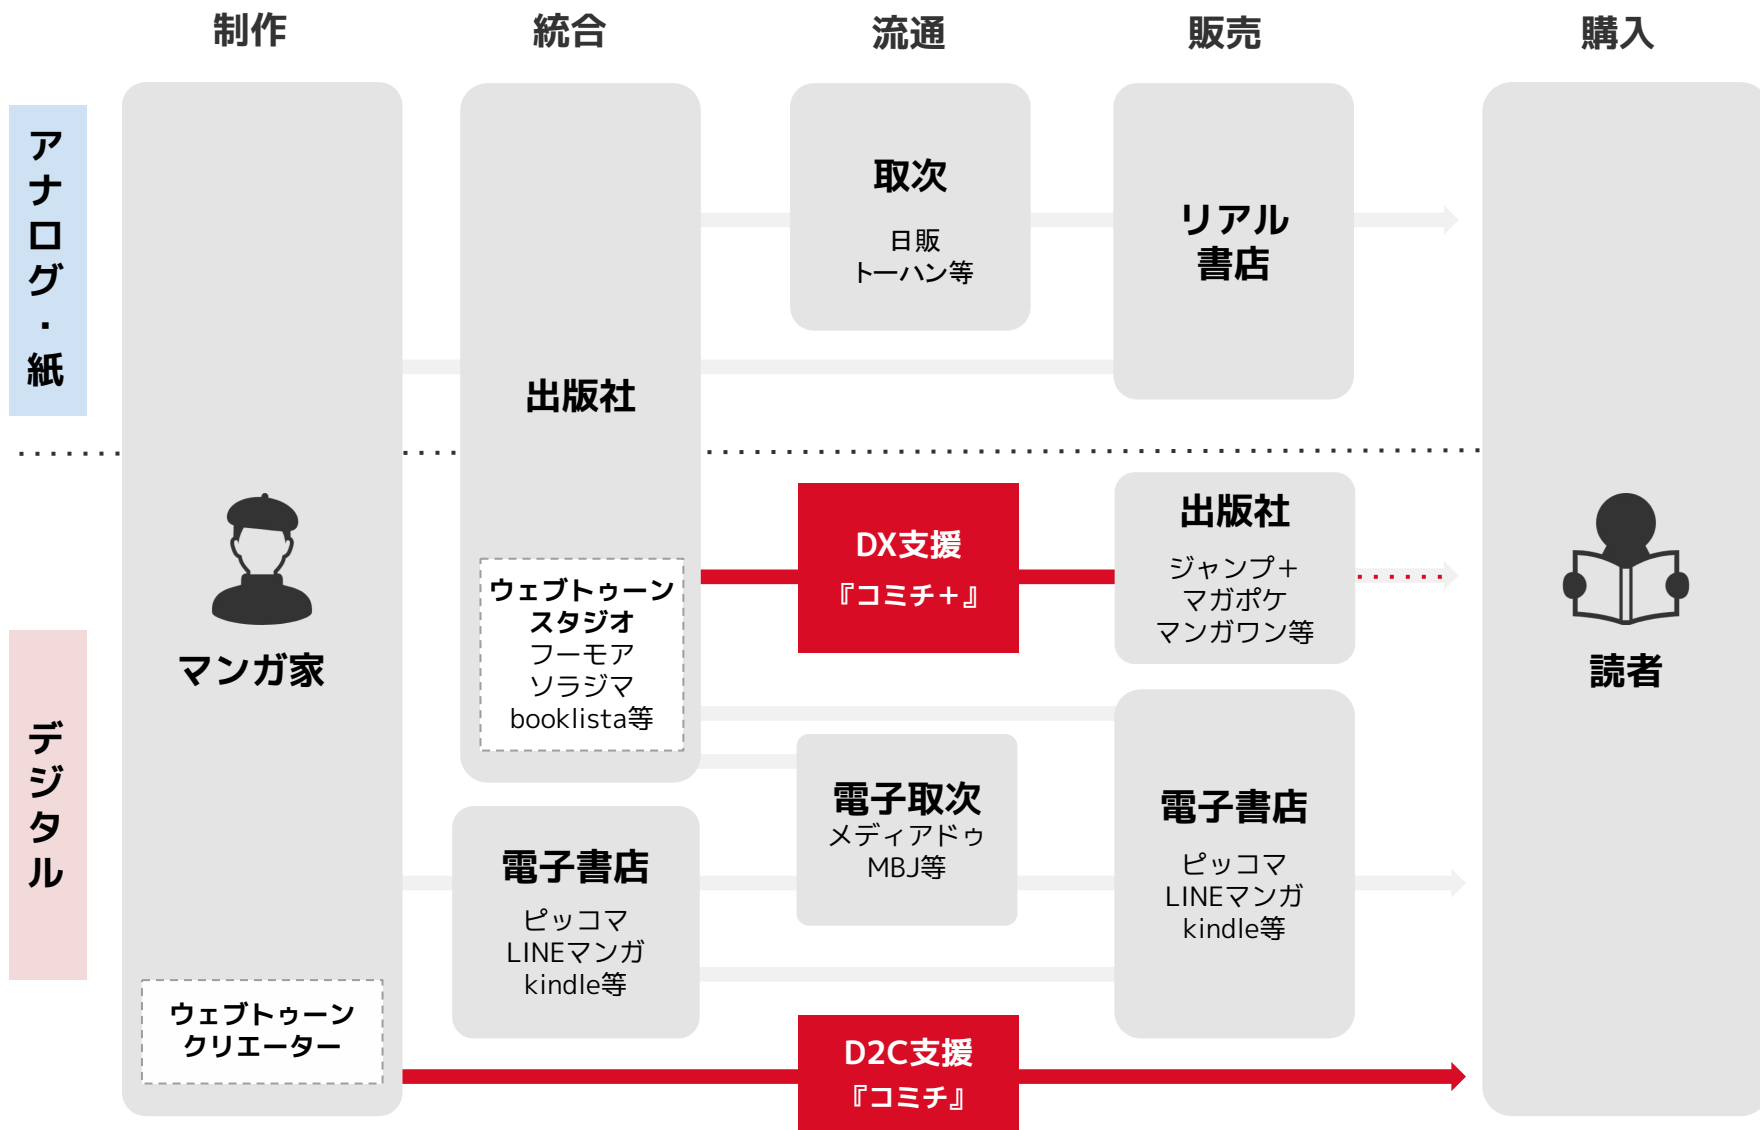 制作
統合
流通
販売
購入
アナログ・紙
デジタル
マンガ家
ウェブトゥーン
クリエーター
出版社
ウェブトゥーン
スタジオ
フーモア
ソラジマ
booklista等
電子書店
ピッコマ
LINEマンガ
kindle等
取次
日販
トーハン等
DX支援
『コミチ＋』
電子取次
メディアドゥ
MBJ等
D2C支援
『コミチ』
リアル
書店
出版社
ジャンプ＋
マガポケ
マンガワン等
電子書店
ピッコマ
LINEマンガ
kindle等
読者